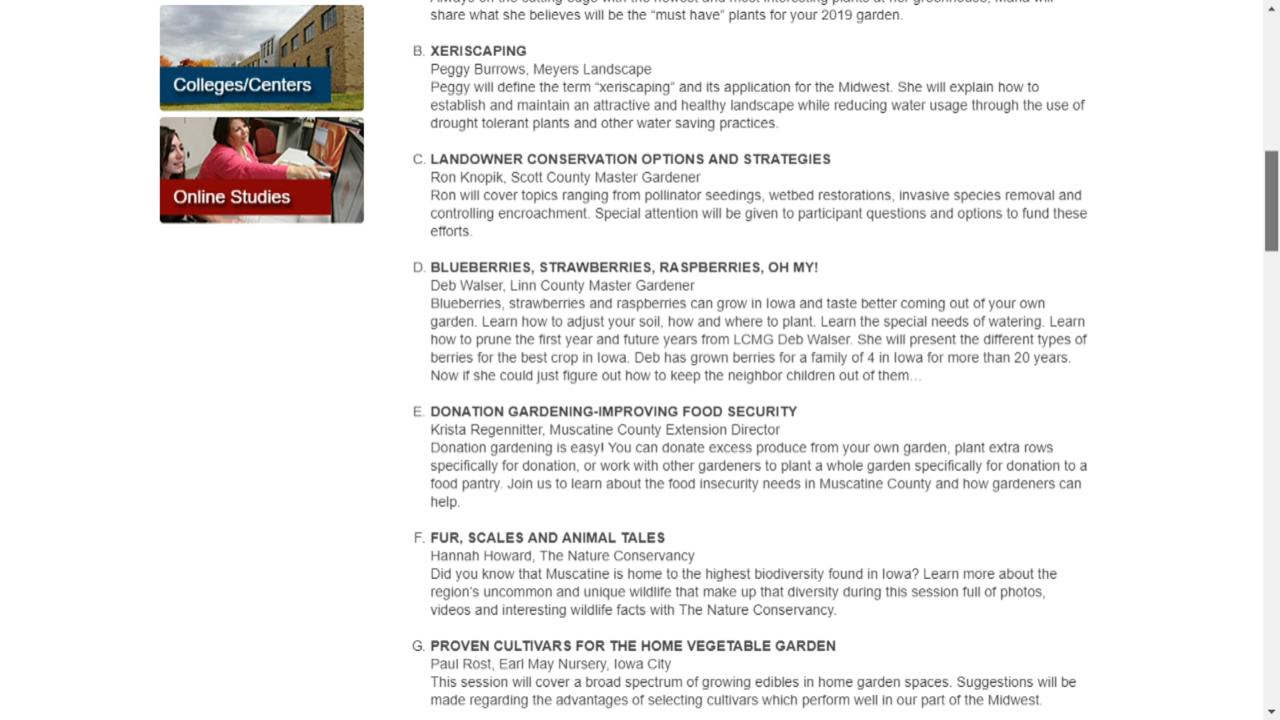 Always on the cutting edge with the newest and most interesting plants at her greenhouse, Maria will
share what she believes will be the “must have” plants for your 2019 garden.
Colleges/Centers
Online Studies
B. XERISCAPING
Peggy Burrows, Meyers Landscape
Peggy will define the term “xeriscaping” and its application for the Midwest. She will explain how to
establish and maintain an attractive and healthy landscape while reducing water usage through the use of
drought tolerant plants and other water saving practices.
C. LANDOWNER CONSERVATION OPTIONS AND STRATEGIES
Ron Knopik, Scott County Master Gardener
Ron will cover topics ranging from pollinator seedings, wetbed restorations, invasive species removal and
controlling encroachment. Special attention will be given to participant questions and options to fund these
efforts.
D. BLUEBERRIES, STRAWBERRIES, RASPBERRIES, OH MY!
Deb Walser, Linn County Master Gardener
Blueberries, strawberries and raspberries can grow in Iowa and taste better coming out of your own
garden. Learn how to adjust your soil, how and where to plant. Learn the special needs of watering. Learn
how to prune the first year and future years from LCMG Deb Walser. She will present the different types of
berries for the best crop in Iowa. Deb has grown berries for a family of 4 in Iowa for more than 20 years.
Now if she could just figure out how to keep the neighbor children out of them…
E. DONATION GARDENING-IMPROVING FOOD SECURITY
Krista Regennitter, Muscatine County Extension Director
Donation gardening is easy! You can donate excess produce from your own garden, plant extra rows
specifically for donation, or work with other gardeners to plant a whole garden specifically for donation to a
food pantry. Join us to learn about the food insecurity needs in Muscatine County and how gardeners can
help.
F. FUR, SCALES AND ANIMAL TALES
Hannah Howard, The Nature Conservancy
Did you know that Muscatine is home to the highest biodiversity found in Iowa? Learn more about the
region’s uncommon and unique wildlife that make up that diversity during this session full of photos,
videos and interesting wildlife facts with The Nature Conservancy.
G. PROVEN CULTIVARS FOR THE HOME VEGETABLE GARDEN
Paul Rost, Earl May Nursery, Iowa City
This session will cover a broad spectrum of growing edibles in home garden spaces. Suggestions will be
made regarding the advantages of selecting cultivars which perform well in our part of the Midwest.